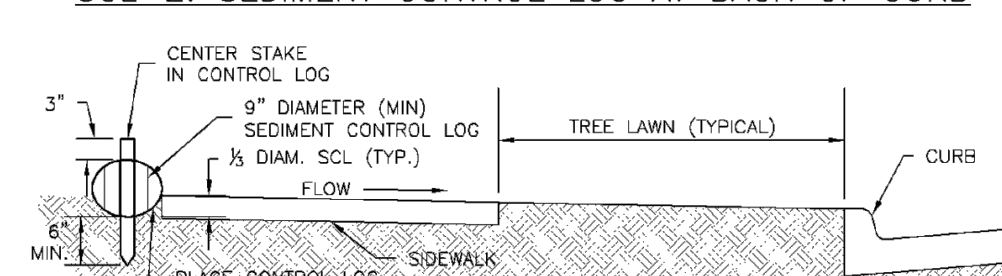 CENTER STAKE
IN CONTROL LOG
3"
9" DIAMETER (MIN)
SEDIMENT CONTROL LOG
⅓ DIAM. SCL (TYP.)
TREE LAWN (TYPICAL)
CURB
FLOW
6"
MIN.
SIDEWALK
PLACE CONTROL LOG